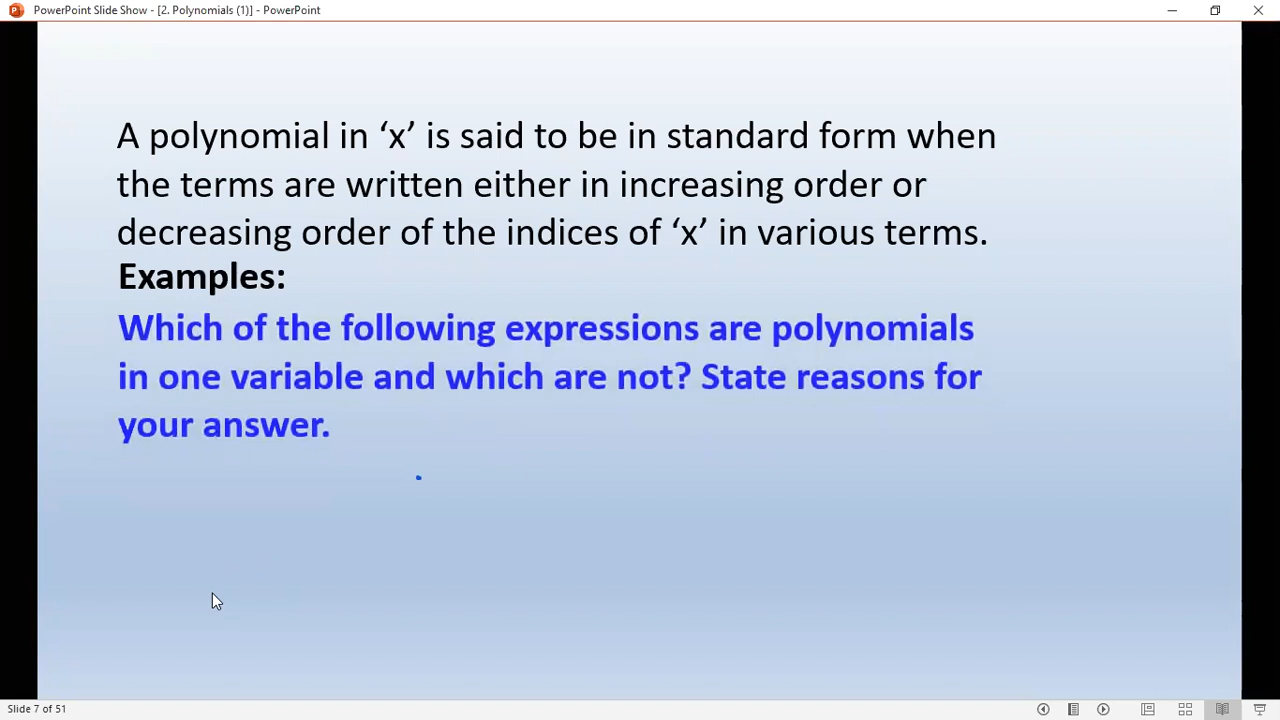 PowerPoint Slide Show - [2. Polynomials (1)] - PowerPoint
A polynomial in ‘x’ is said to be in standard form when
the terms are written either in increasing order or
decreasing order of the indices of ‘x’ in various terms.
Examples:
Which of the following expressions are polynomials
in one variable and which are not? State reasons for
your answer.
Slide 7 of 51